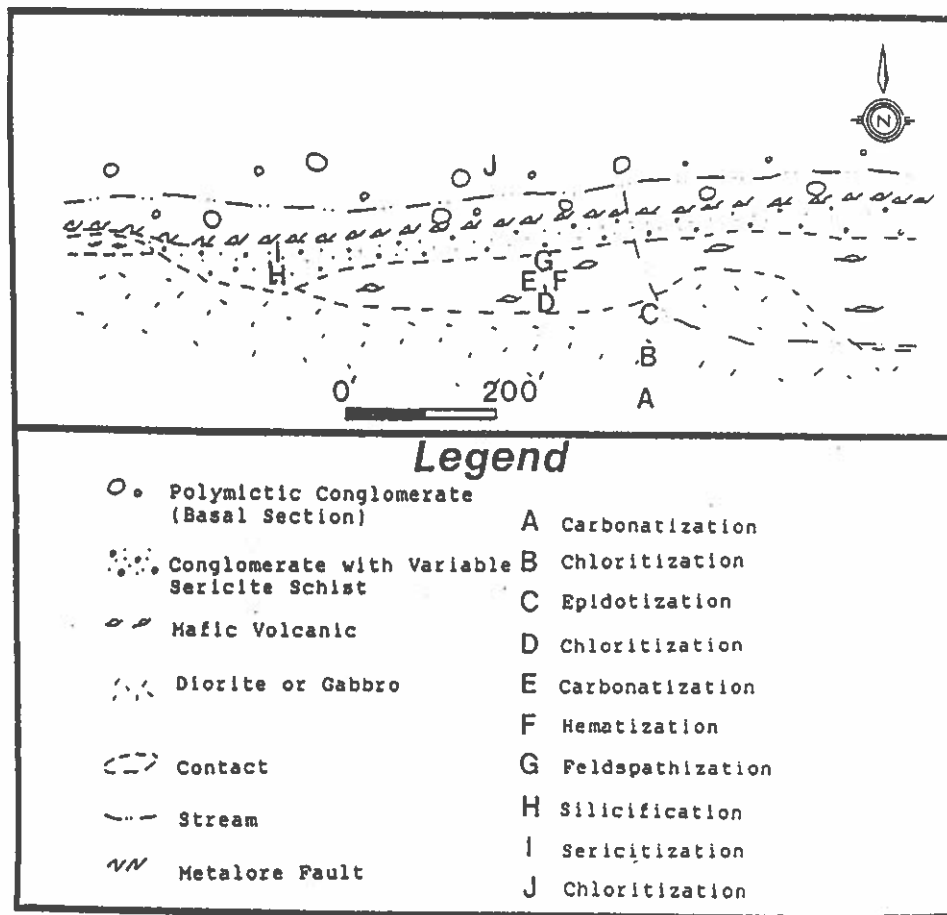 N
J
I
H
G
E F
D
C
B
A
0' 200'
Legend
Polymictic Conglomerate
(Basal Section)
Conglomerate with Variable
Sericite Schist
Mafic Volcanic
Diorite or Gabbro
Contact
Stream
Metalore Fault
A Carbonatization
B Chloritization
C Epidotization
D Chloritization
E Carbonatization
F Hematization
G Feldspathization
H Silicification
I Sericitization
J Chloritization